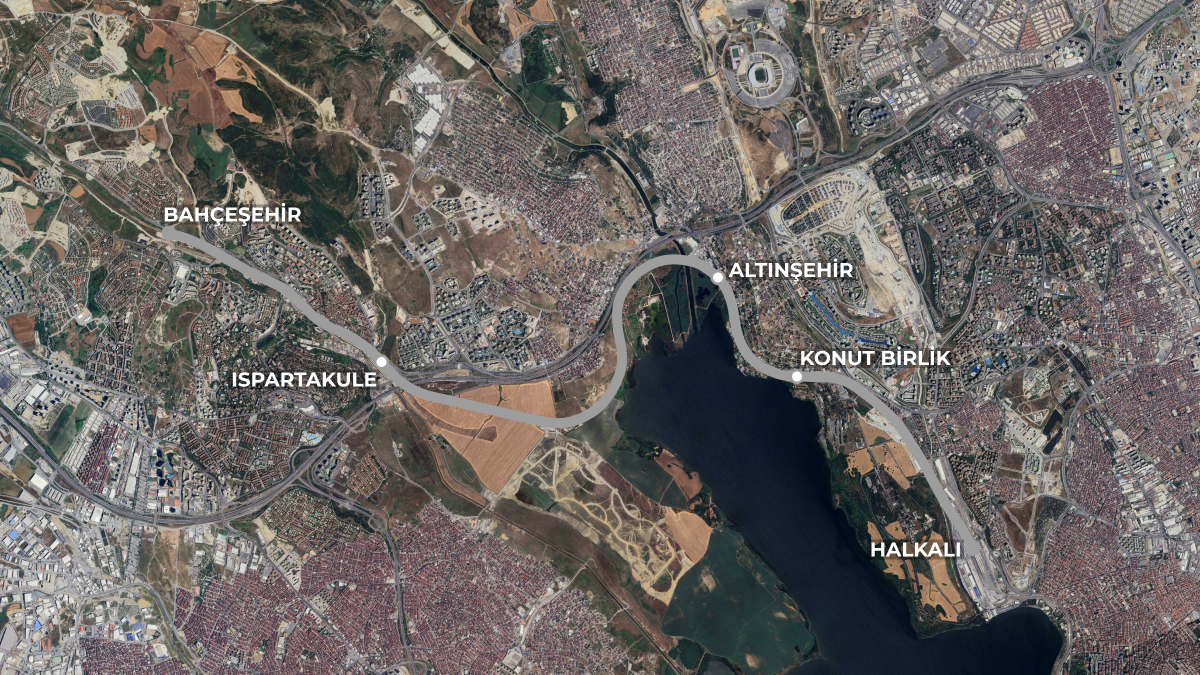 BAHÇEŞEHİR
ALTINŞEHİR
KONUT BİRLİK
ISPARTAKULE
HALKALI